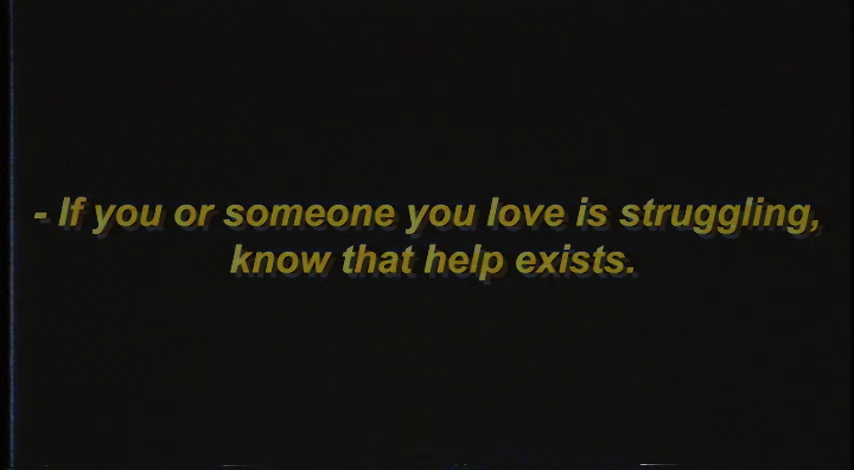 - If you or someone you love is struggling,
know that help exists.